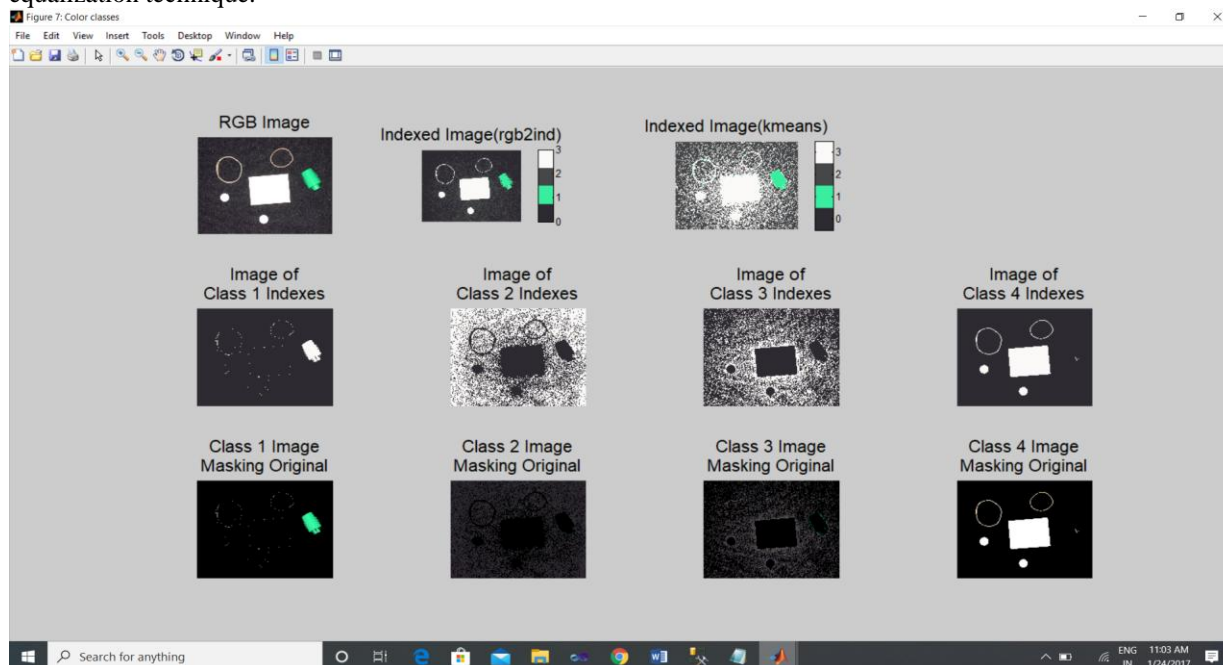 equalization technique.
Figure 7: Color classes
File Edit View Insert Tools Desktop Window Help
RGB Image
Indexed Image(rgb2ind)
3
2
1
0
Indexed Image(kmeans)
3
2
1
0
Image of
Class 1 Indexes
Image of
Class 2 Indexes
Image of
Class 3 Indexes
Image of
Class 4 Indexes
Class 1 Image
Masking Original
Class 2 Image
Masking Original
Class 3 Image
Masking Original
Class 4 Image
Masking Original
Search for anything
ENG 11:03 AM
IN 1/24/2017